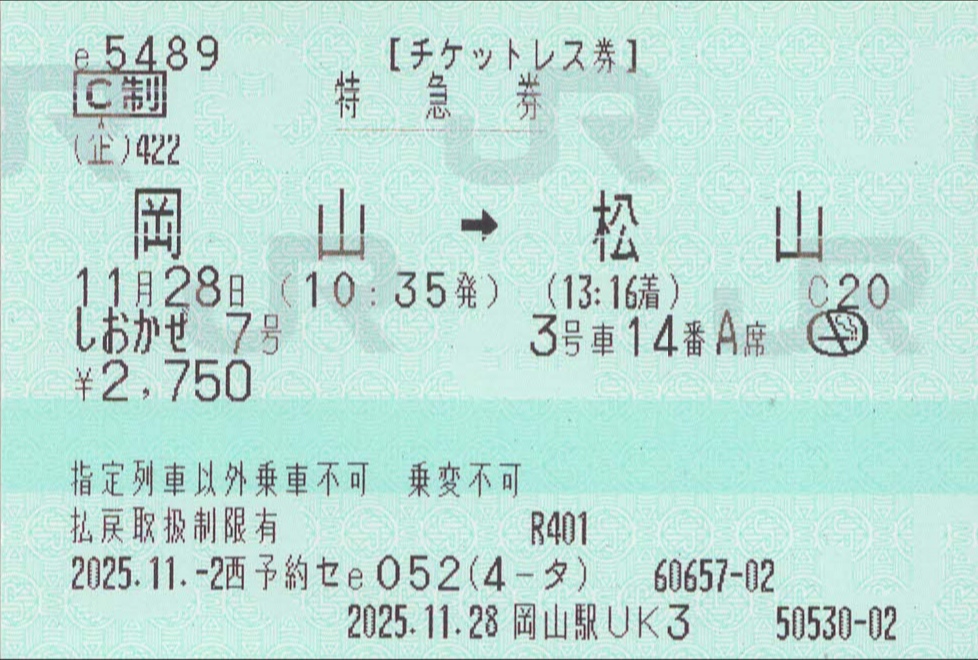 e5489 [チケットレス券]
C制 特急券
(企)422
岡山 ➡ 松山
11月28日 (10:35発) (13:16着) C20
しおかぜ 7号 3号車14番A席
¥2,750
指定列車以外乗車不可 乗変不可
払戻取扱制限有 R401
2025.11.-2西予約セe052(4-タ) 60657-02
2025.11.28 岡山駅UK3 50530-02